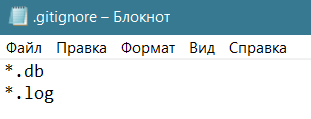 .gitignore – Блокнот
Файл Правка Формат Вид Справка
*.db
*.log